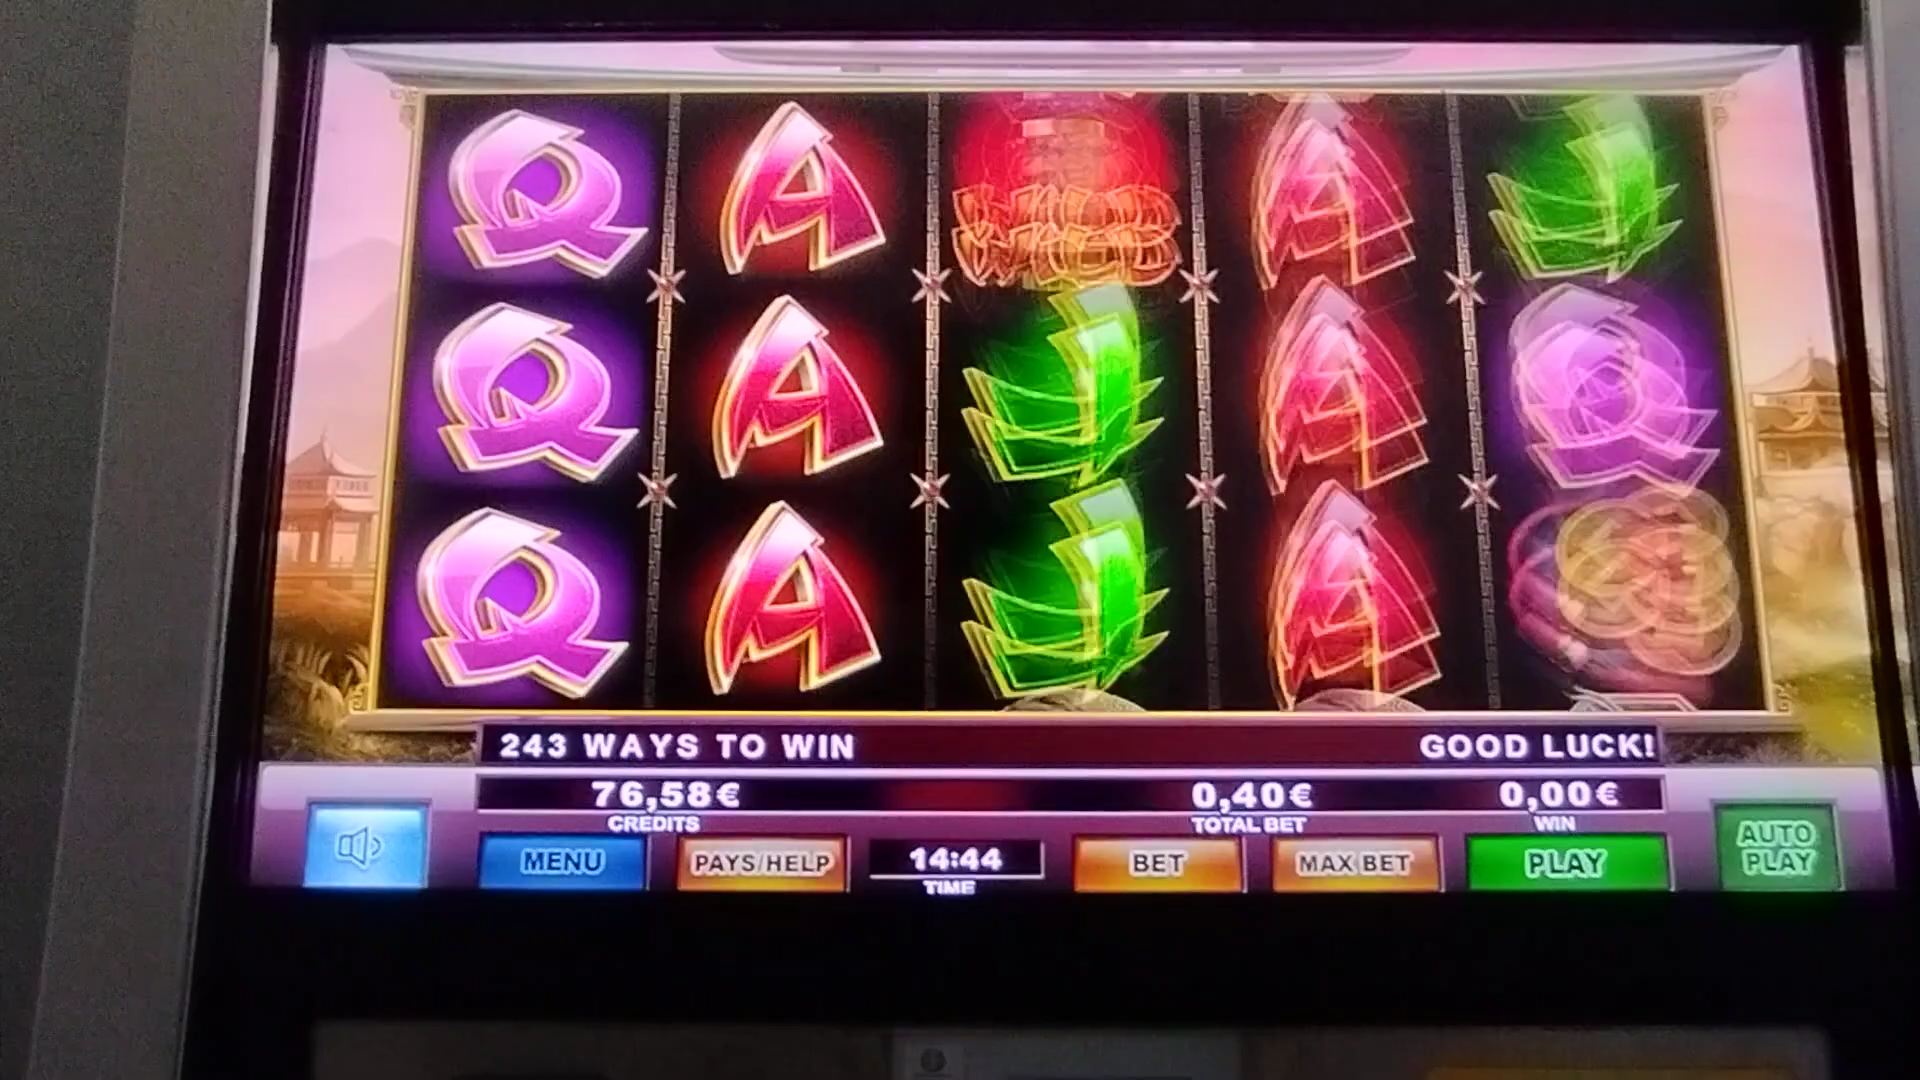 Q A A J
Q A J A Q
Q A J A
243 WAYS TO WIN GOOD LUCK!
76,58€ 0,40€ 0,00€
CREDITS TOTAL BET WIN
MENU PAYS/HELP 14:44 BET MAX BET PLAY AUTO PLAY
TIME